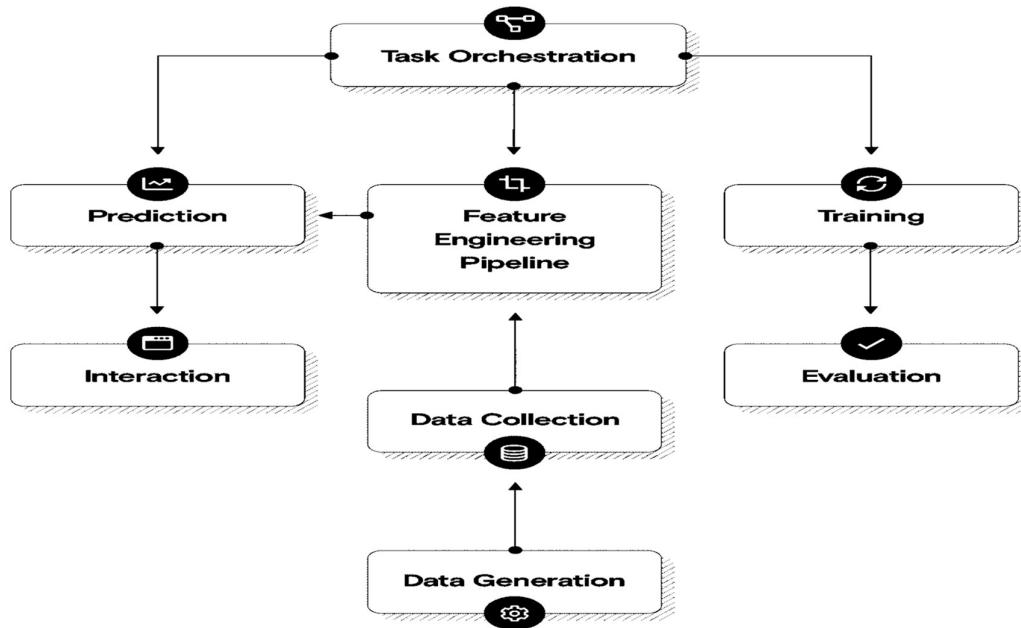 Task Orchestration
Prediction
Feature
Engineering
Pipeline
Training
Interaction
Evaluation
Data Collection
Data Generation